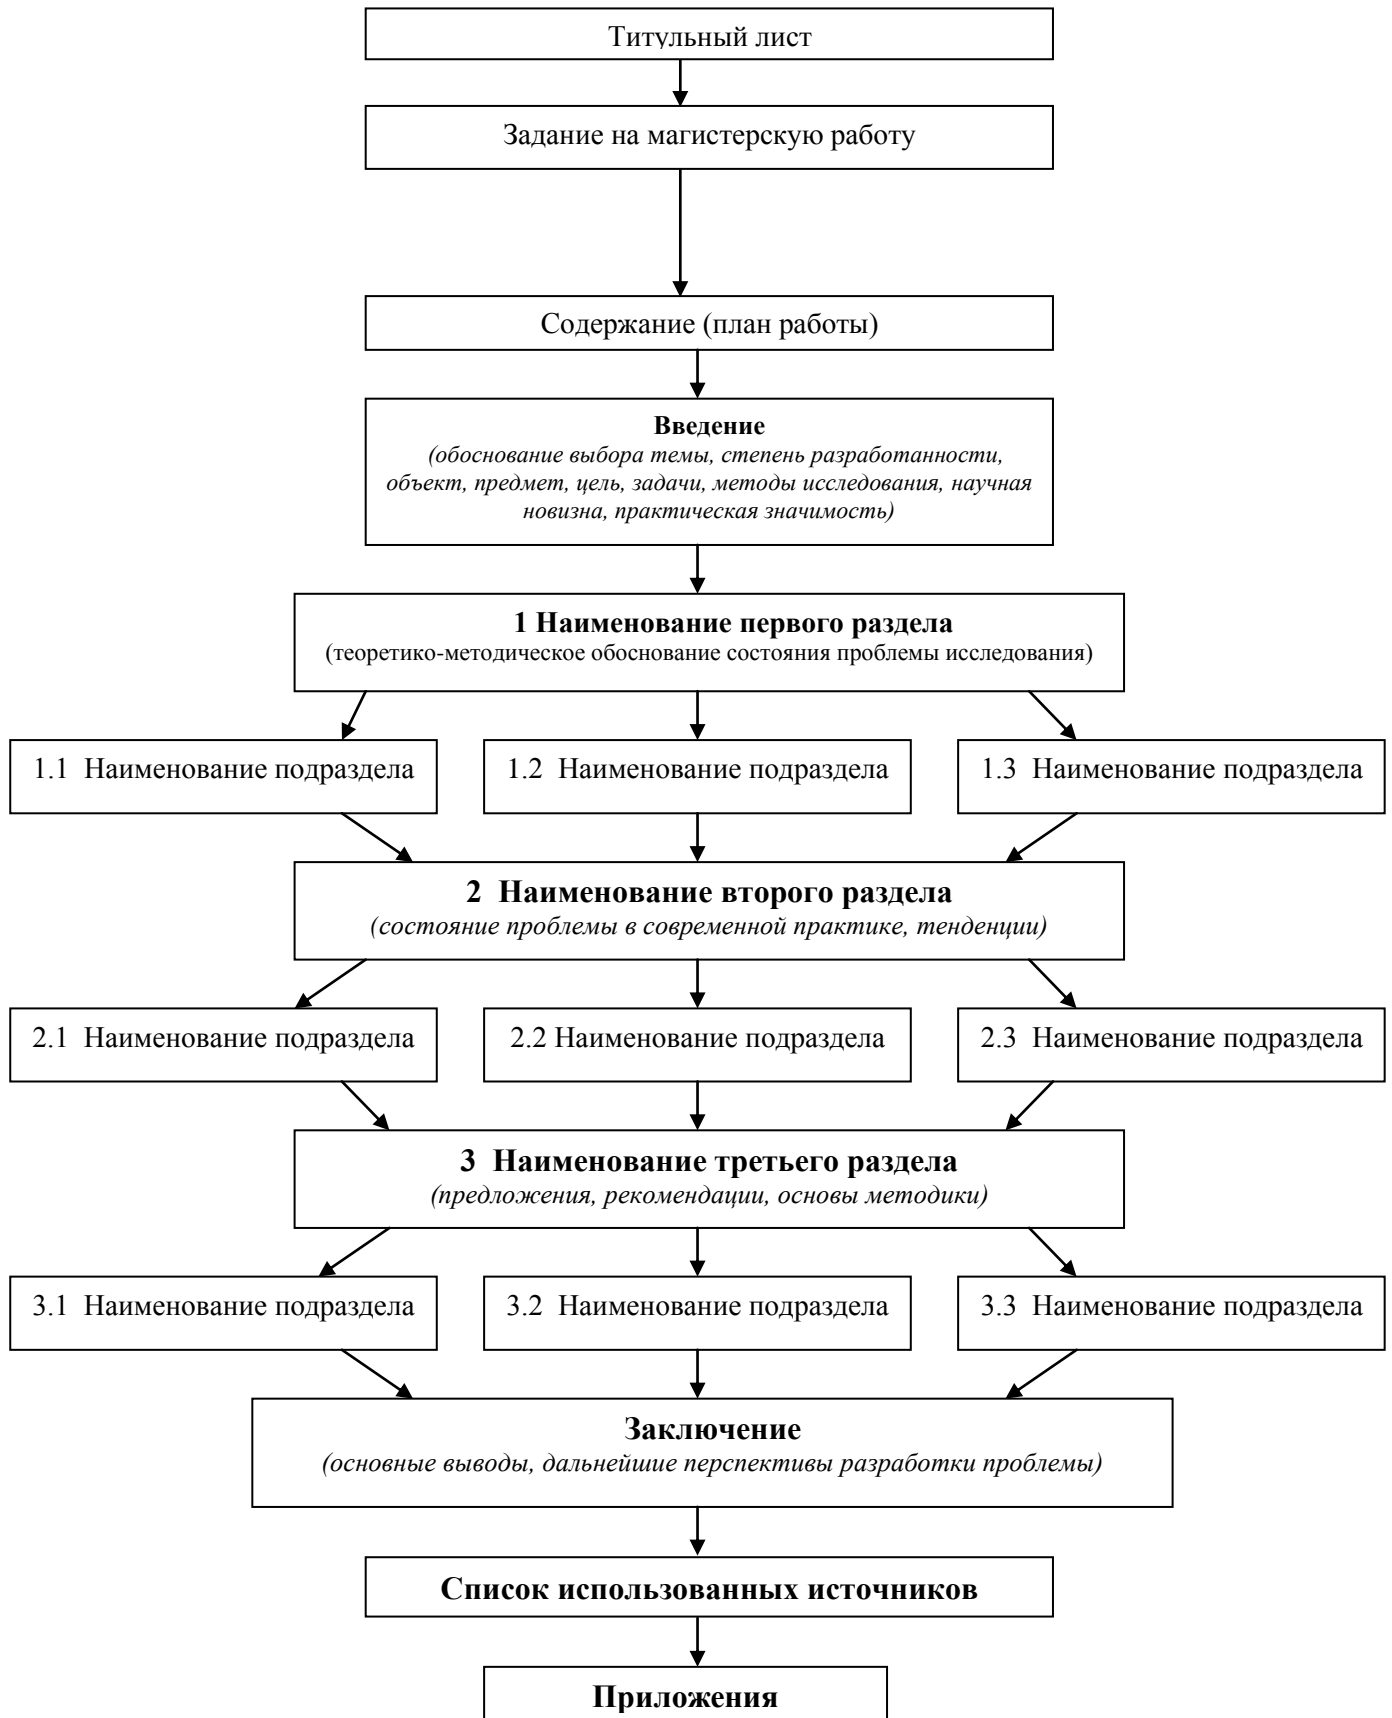 Титульный лист
Задание на магистерскую работу
Содержание (план работы)
Введение
(обоснование выбора темы, степень разработанности,
объект, предмет, цель, задачи, методы исследования, научная
новизна, практическая значимость)
1 Наименование первого раздела
(теоретико-методическое обоснование состояния проблемы исследования)
1.1 Наименование подраздела
1.2 Наименование подраздела
1.3 Наименование подраздела
2 Наименование второго раздела
(состояние проблемы в современной практике, тенденции)
2.1 Наименование подраздела
2.2 Наименование подраздела
2.3 Наименование подраздела
3 Наименование третьего раздела
(предложения, рекомендации, основы методики)
3.1 Наименование подраздела
3.2 Наименование подраздела
3.3 Наименование подраздела
Заключение
(основные выводы, дальнейшие перспективы разработки проблемы)
Список использованных источников
Приложения